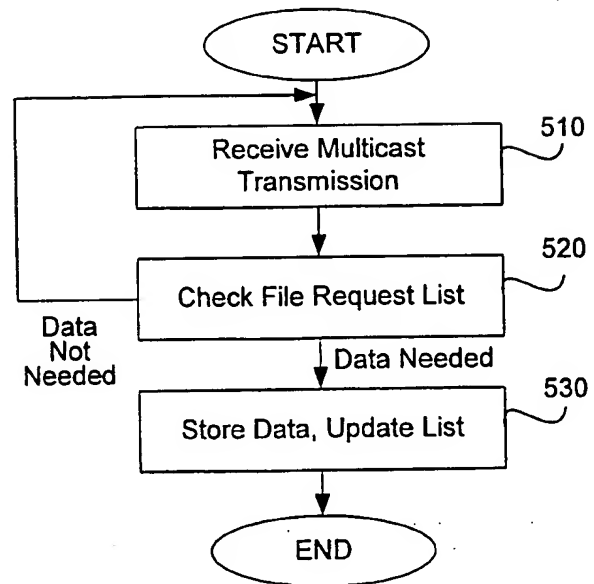 START
510
Receive Multicast
Transmission
520
Check File Request List
Data
Not
Needed
Data Needed
530
Store Data, Update List
END